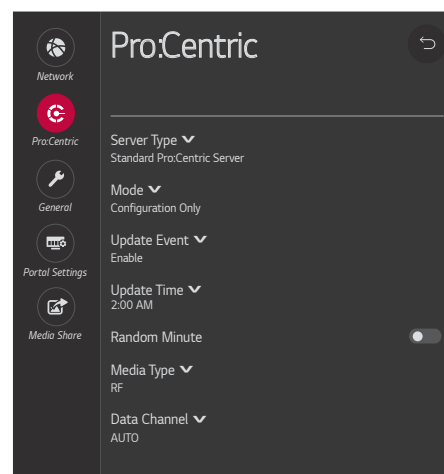 Pro:Centric
Network
Pro:Centric
General
Portal Settings
Media Share
Server Type
Standard Pro:Centric Server
Mode
Configuration Only
Update Event
Enable
Update Time
2:00 AM
Random Minute
Media Type
RF
Data Channel
AUTO